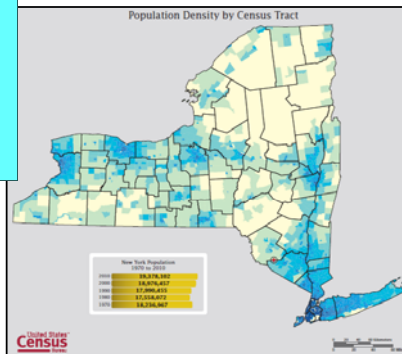 Population Density by Census Tract
New York Population
1970 to 2010
2010 19,378,102
2000 18,976,457
1990 17,990,455
1980 17,558,072
1970 18,236,967
United States
Census
Bureau